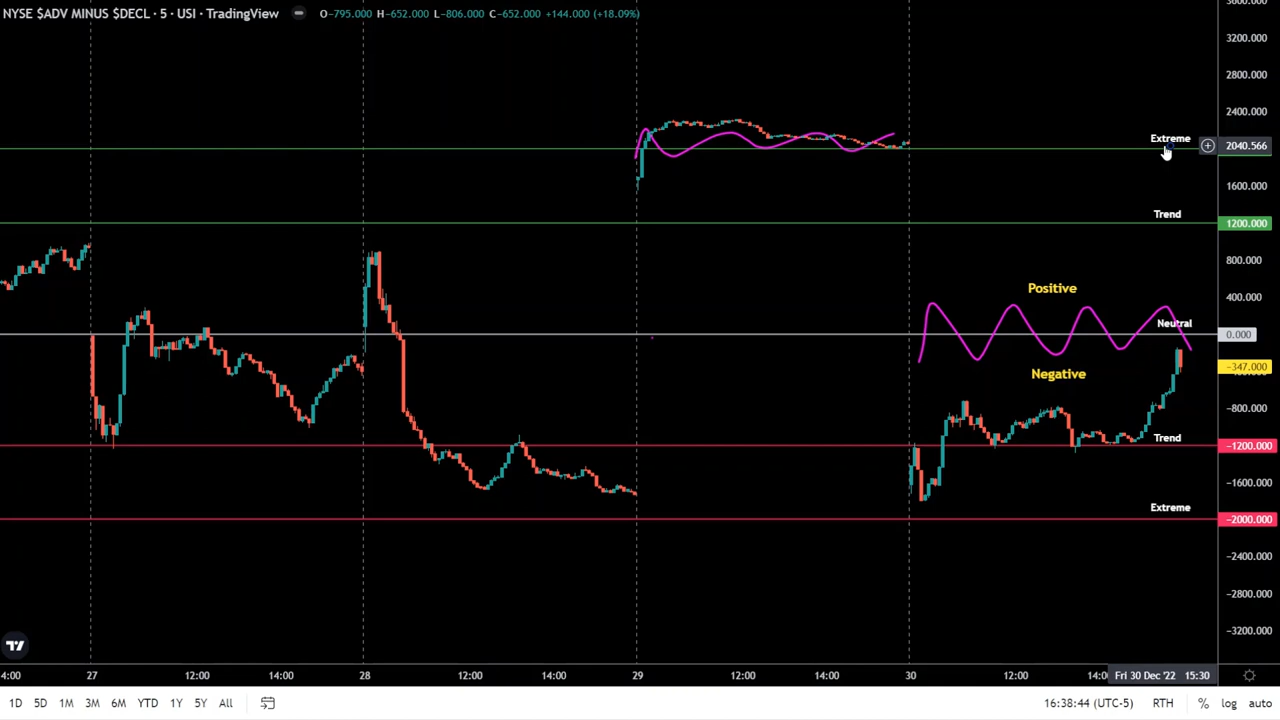 NYSE $ADV MINUS $DECL · 5 · USI · TradingView O-795.000 H-652.000 L-806.000 C-652.000 +144.000 (+18.09%)
3200.000
2800.000
2400.000
Extreme
2040.566
1600.000
Trend
1200.000
800.000
Positive
400.000
Neutral
0.000
-347.000
Negative
-800.000
Trend
-1200.000
-1600.000
Extreme
-2000.000
-2400.000
-2800.000
-3200.000
4:00 27 12:00 14:00 28 12:00 14:00 29 12:00 14:00 30 12:00 14:0 Fri 30 Dec '22 15:30
1D 5D 1M 3M 6M YTD 1Y 5Y All 16:38:44 (UTC-5) RTH % log auto